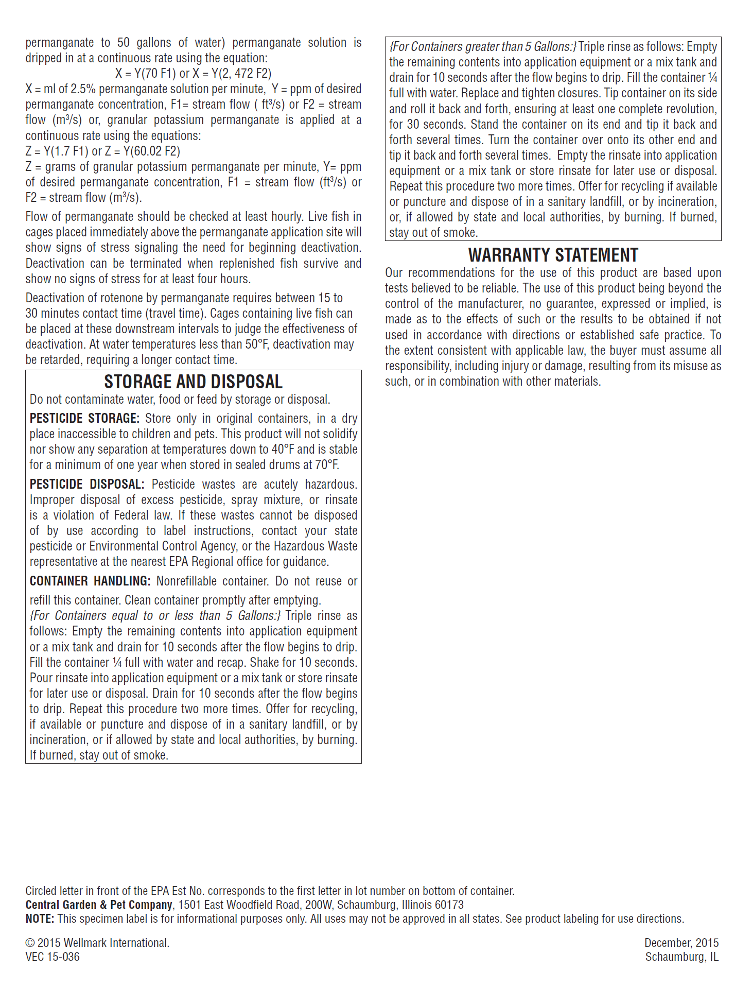 permanganate to 50 gallons of water) permanganate solution is
dripped in at a continuous rate using the equation:
X = Y(70 F1) or X = Y(2, 472 F2)
X = ml of 2.5% permanganate solution per minute,  Y = ppm of desired
permanganate concentration, F1= stream flow ( ft³/s) or F2 = stream
flow (m³/s) or, granular potassium permanganate is applied at a
continuous rate using the equations:
Z = Y(1.7 F1) or Z = Y(60.02 F2)
Z = grams of granular potassium permanganate per minute, Y= ppm
of desired permanganate concentration, F1 = stream flow (ft³/s) or
F2 = stream flow (m³/s).
Flow of permanganate should be checked at least hourly. Live fish in
cages placed immediately above the permanganate application site will
show signs of stress signaling the need for beginning deactivation.
Deactivation can be terminated when replenished fish survive and
show no signs of stress for at least four hours.
Deactivation of rotenone by permanganate requires between 15 to
30 minutes contact time (travel time). Cages containing live fish can
be placed at these downstream intervals to judge the effectiveness of
deactivation. At water temperatures less than 50°F, deactivation may
be retarded, requiring a longer contact time.
STORAGE AND DISPOSAL
Do not contaminate water, food or feed by storage or disposal.
PESTICIDE STORAGE: Store only in original containers, in a dry
place inaccessible to children and pets. This product will not solidify
nor show any separation at temperatures down to 40°F and is stable
for a minimum of one year when stored in sealed drums at 70°F.
PESTICIDE DISPOSAL: Pesticide wastes are acutely hazardous.
Improper disposal of excess pesticide, spray mixture, or rinsate
is a violation of Federal law. If these wastes cannot be disposed
of by use according to label instructions, contact your state
pesticide or Environmental Control Agency, or the Hazardous Waste
representative at the nearest EPA Regional office for guidance.
CONTAINER HANDLING: Nonrefillable container. Do not reuse or
refill this container. Clean container promptly after emptying.
{For Containers equal to or less than 5 Gallons:} Triple rinse as
follows: Empty the remaining contents into application equipment
or a mix tank and drain for 10 seconds after the flow begins to drip.
Fill the container ¼ full with water and recap. Shake for 10 seconds.
Pour rinsate into application equipment or a mix tank or store rinsate
for later use or disposal. Drain for 10 seconds after the flow begins
to drip. Repeat this procedure two more times. Offer for recycling,
if available or puncture and dispose of in a sanitary landfill, or by
incineration, or if allowed by state and local authorities, by burning.
If burned, stay out of smoke.
{For Containers greater than 5 Gallons:} Triple rinse as follows: Empty
the remaining contents into application equipment or a mix tank and
drain for 10 seconds after the flow begins to drip. Fill the container ¼
full with water. Replace and tighten closures. Tip container on its side
and roll it back and forth, ensuring at least one complete revolution,
for 30 seconds. Stand the container on its end and tip it back and
forth several times. Turn the container over onto its other end and
tip it back and forth several times.  Empty the rinsate into application
equipment or a mix tank or store rinsate for later use or disposal.
Repeat this procedure two more times. Offer for recycling if available
or puncture and dispose of in a sanitary landfill, or by incineration,
or, if allowed by state and local authorities, by burning. If burned,
stay out of smoke.
WARRANTY STATEMENT
Our recommendations for the use of this product are based upon
tests believed to be reliable. The use of this product being beyond the
control of the manufacturer, no guarantee, expressed or implied, is
made as to the effects of such or the results to be obtained if not
used in accordance with directions or established safe practice. To
the extent consistent with applicable law, the buyer must assume all
responsibility, including injury or damage, resulting from its misuse as
such, or in combination with other materials.
Circled letter in front of the EPA Est No. corresponds to the first letter in lot number on bottom of container.
Central Garden & Pet Company, 1501 East Woodfield Road, 200W, Schaumburg, Illinois 60173
NOTE: This specimen label is for informational purposes only. All uses may not be approved in all states. See product labeling for use directions.
© 2015 Wellmark International.
VEC 15-036
December, 2015
Schaumburg, IL